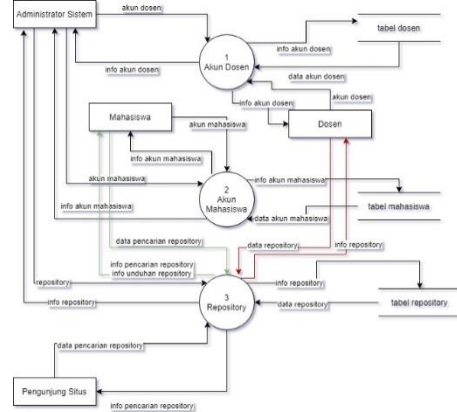 Administrator Sistem
akun dosen
info akun dosen
1
Akun Dosen
info akun dosen
tabel dosen
data akun dosen
akun dosen
info akun dosen
Mahasiswa
akun mahasiswa
Dosen
info akun mahasiswa
akun mahasiswa
info akun mahasiswa
2
Akun
Mahasiswa
info akun mahasiswa
data akun mahasiswa
tabel mahasiswa
data pencarian repository
data repository
info repository
info pencarian repository
info unduhan repository
repository
info repository
3
Repository
info repository
data repository
tabel repository
data pencarian repository
Pengunjung Situs
info pencarian repository